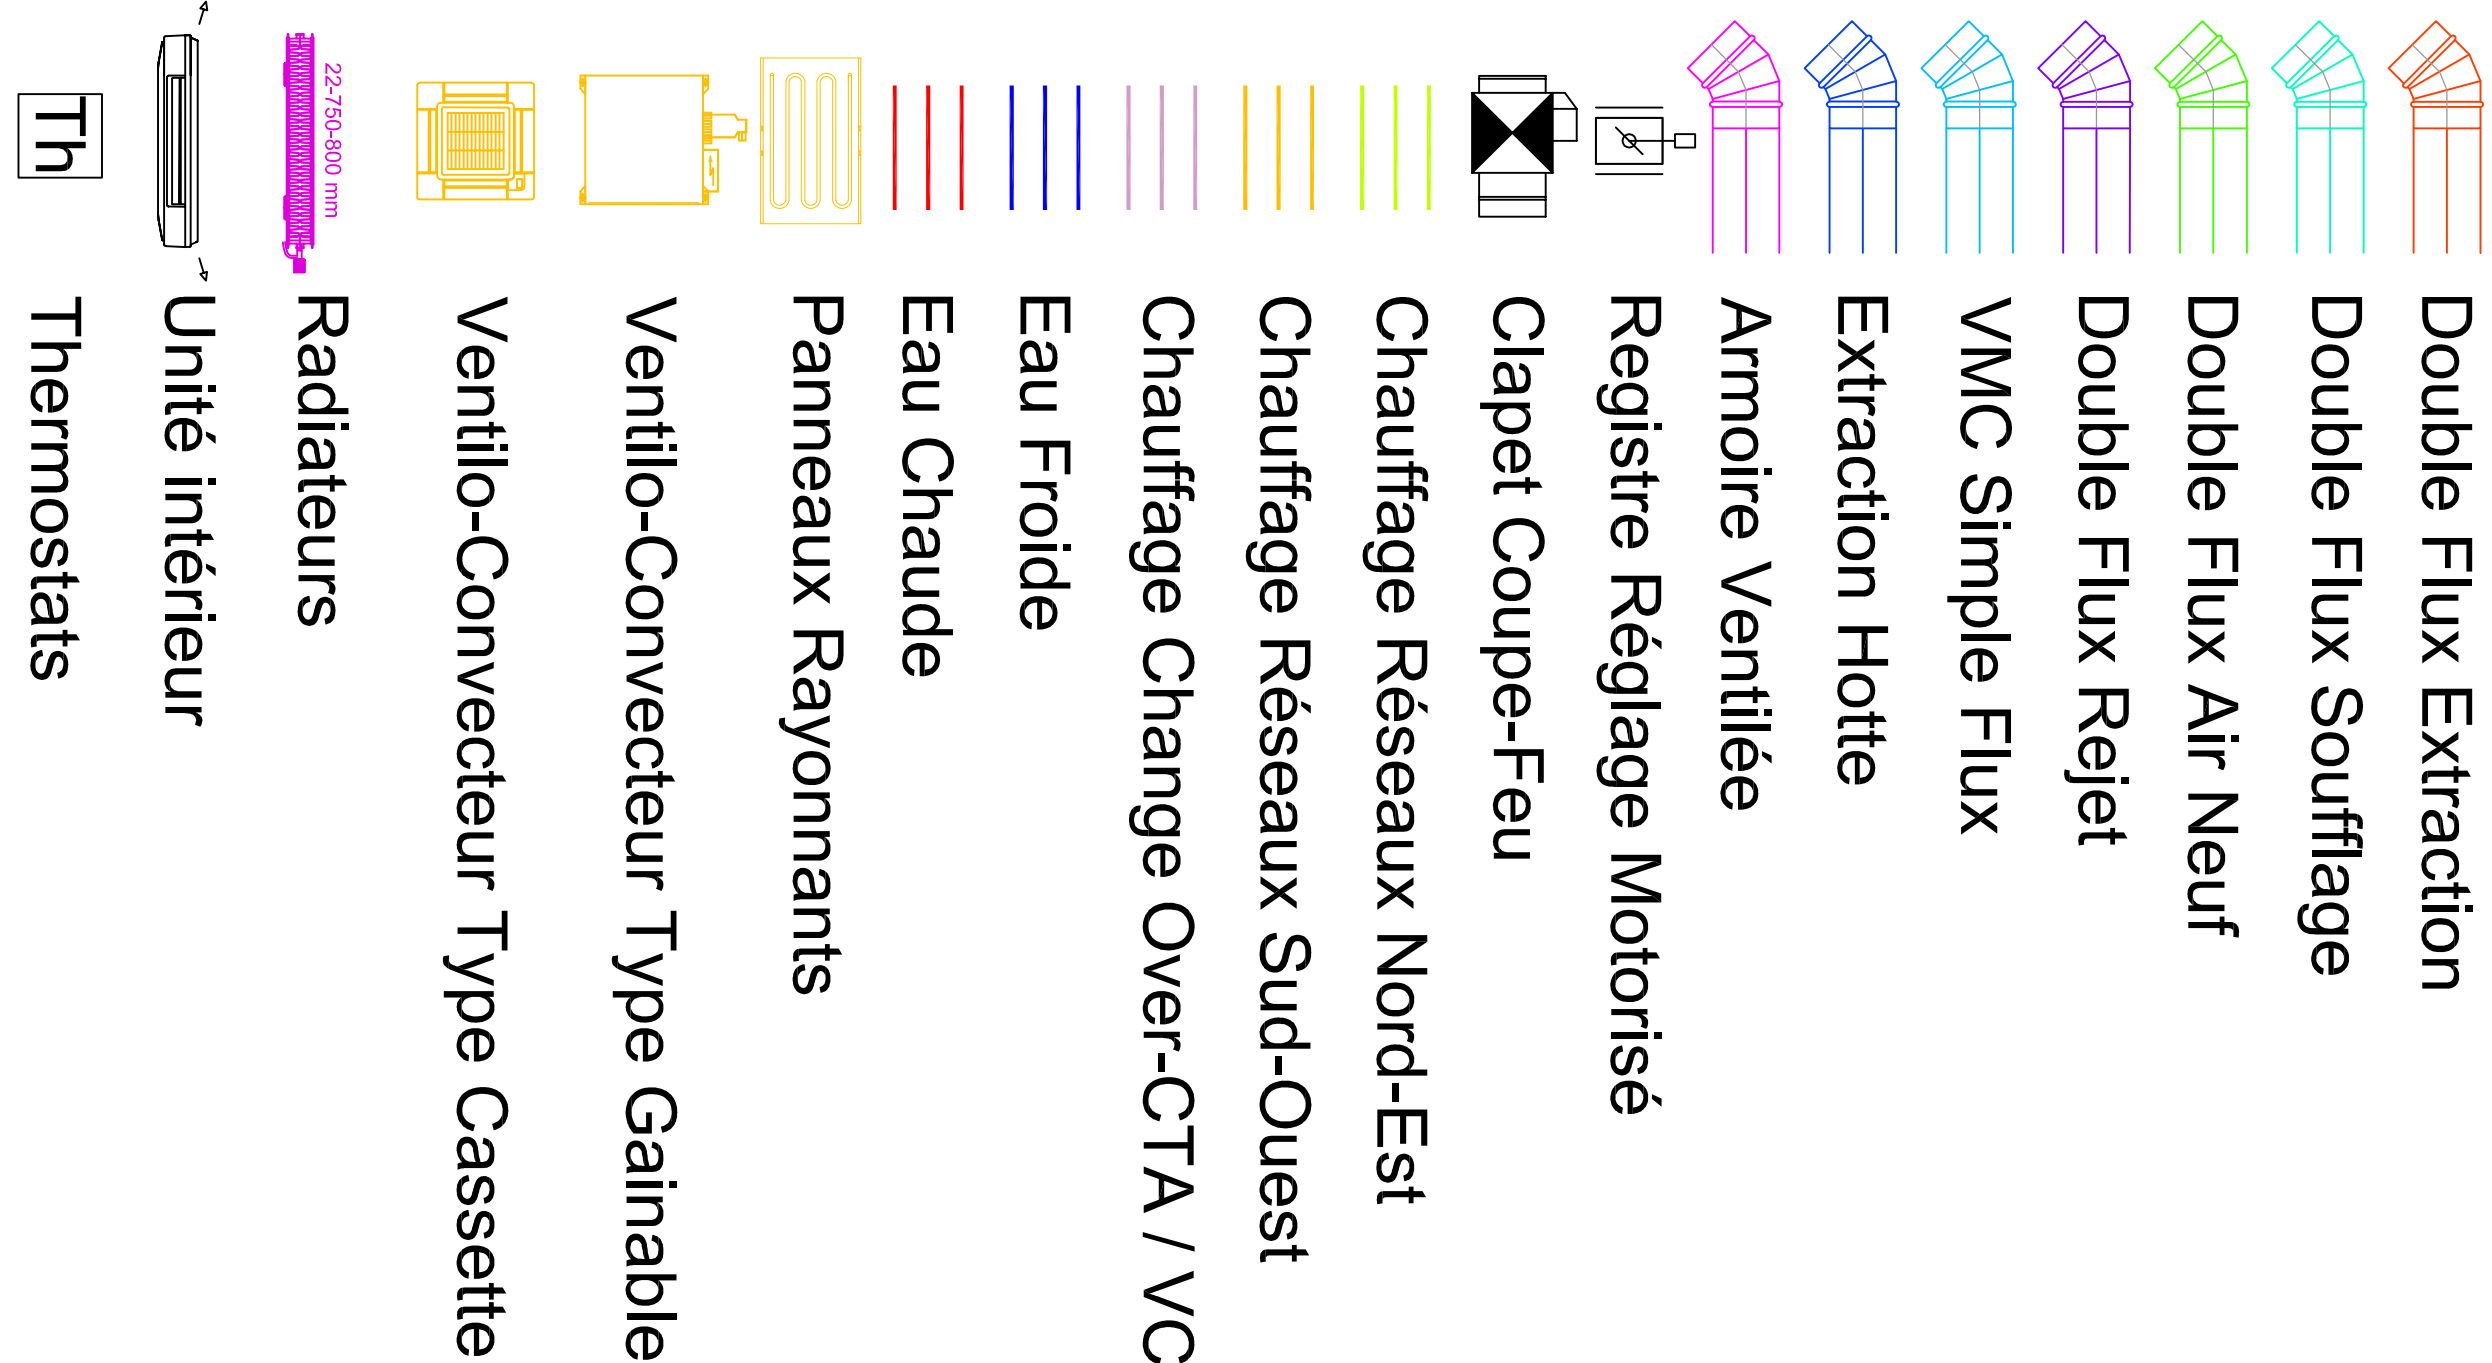 Double Flux Extraction
Double Flux Soufflage
Double Flux Air Neuf
Double Flux Rejet
VMC Simple Flux
Extraction Hotte
Armoire Ventilée
Registre Réglage Motorisé
Clapet Coupe-Feu
Chauffage Réseaux Nord-Est
Chauffage Réseaux Sud-Ouest
Chauffage Change Over-CTA / VC
Eau Froide
Eau Chaude
Panneaux Rayonnants
Ventilo-Convecteur Type Gainable
Ventilo-Convecteur Type Cassette
22-750-800 mm
Radiateurs
Unité intérieur
Th
Thermostats